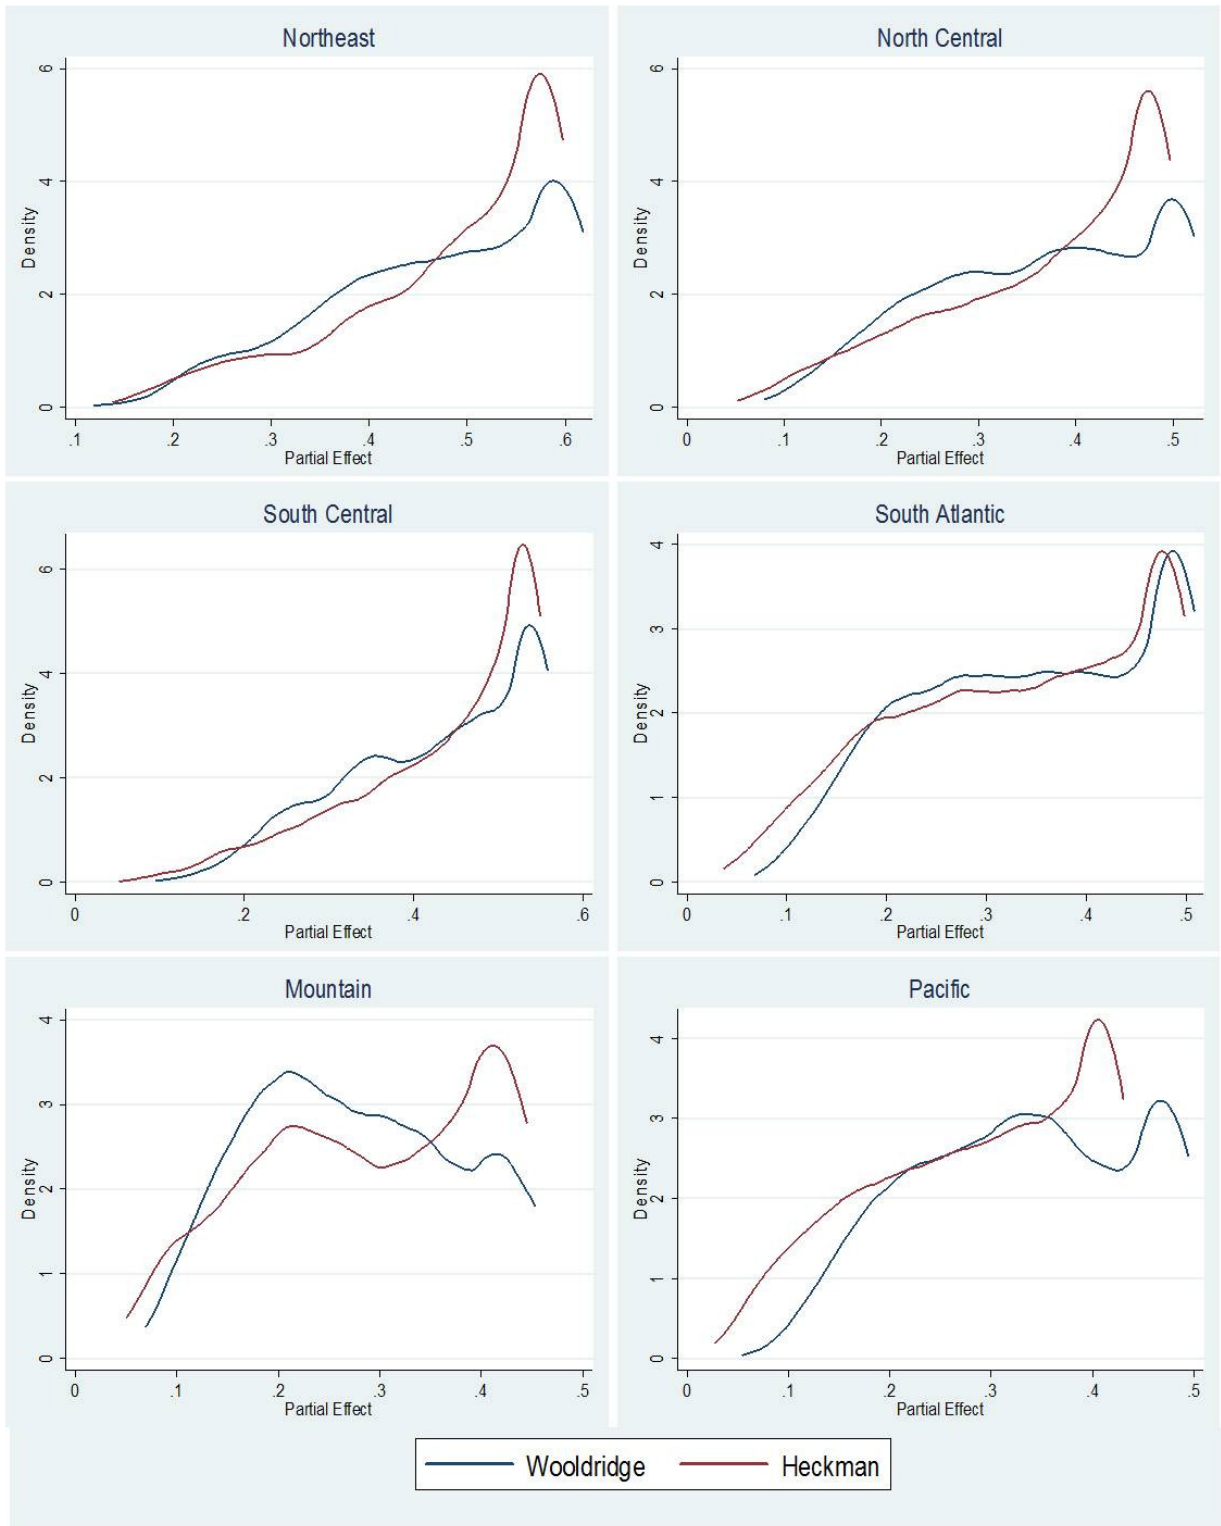 Northeast
6
4
2
0
Density
.1 .2 .3 .4 .5 .6
Partial Effect
North Central
6
4
2
0
Density
0 .1 .2 .3 .4 .5
Partial Effect
South Central
6
4
2
0
Density
0 .2 .4 .6
Partial Effect
South Atlantic
4
3
2
1
0
Density
0 .1 .2 .3 .4 .5
Partial Effect
Mountain
4
3
2
1
0
Density
0 .1 .2 .3 .4 .5
Partial Effect
Pacific
4
3
2
1
0
Density
0 .1 .2 .3 .4 .5
Partial Effect
Wooldridge Heckman